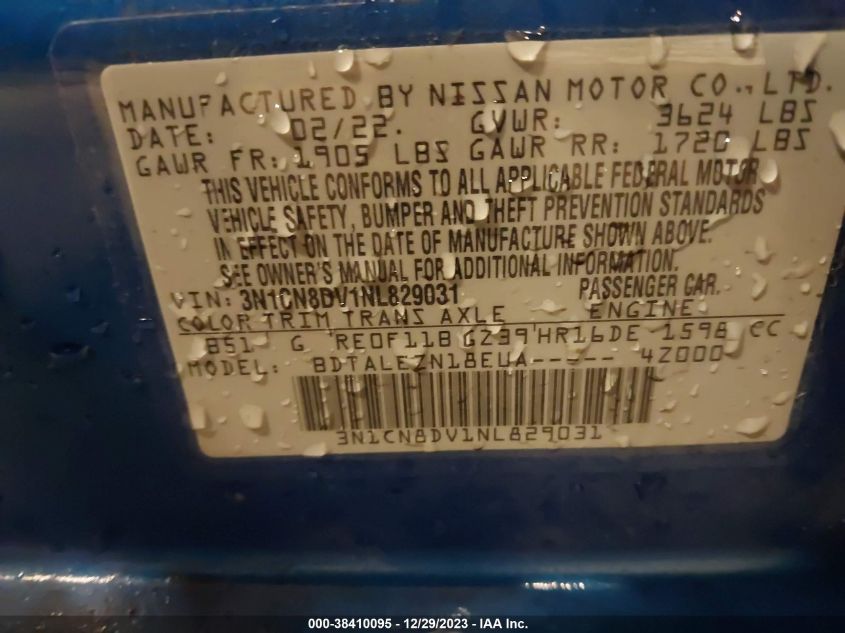 MANUFACTURED BY NISSAN MOTOR CO., LTD.
DATE: 02/22. GVWR: 3624 LBS
GAWR FR: 1905 LBS GAWR RR: 1720 LBS
THIS VEHICLE CONFORMS TO ALL APPLICABLE FEDERAL MOTOR
VEHICLE SAFETY, BUMPER AND THEFT PREVENTION STANDARDS
IN EFFECT ON THE DATE OF MANUFACTURE SHOWN ABOVE.
SEE OWNER'S MANUAL FOR ADDITIONAL INFORMATION.
VIN: 3N1CN8DV1NL829031 PASSENGER CAR.
COLOR TRIM TRANS AXLE ENGINE
B51 G RE0F11B GZ39 HR16DE 1598 CC
MODEL: BDTALEZN18EUA----- 4Z000
3N1CN8DV1NL829031
000-38410095 - 12/29/2023 - IAA Inc.